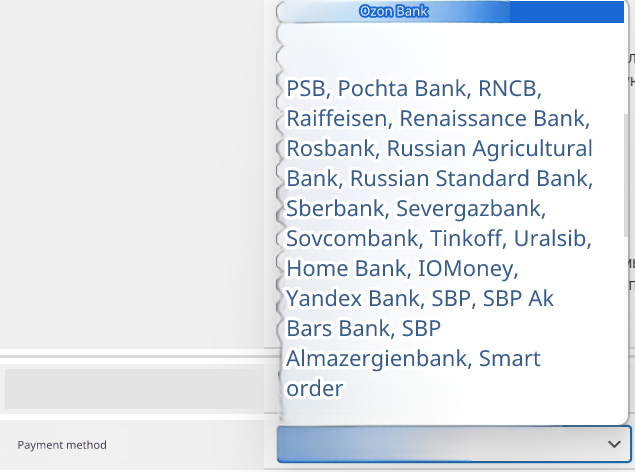 Ozon Bank
PSB, Pochta Bank, RNCB,
Raiffeisen, Renaissance Bank,
Rosbank, Russian Agricultural
Bank, Russian Standard Bank,
Sberbank, Severgazbank,
Sovcombank, Tinkoff, Uralsib,
Home Bank, IOMoney,
Yandex Bank, SBP, SBP Ak
Bars Bank, SBP
Almazergienbank, Smart
order
Payment method